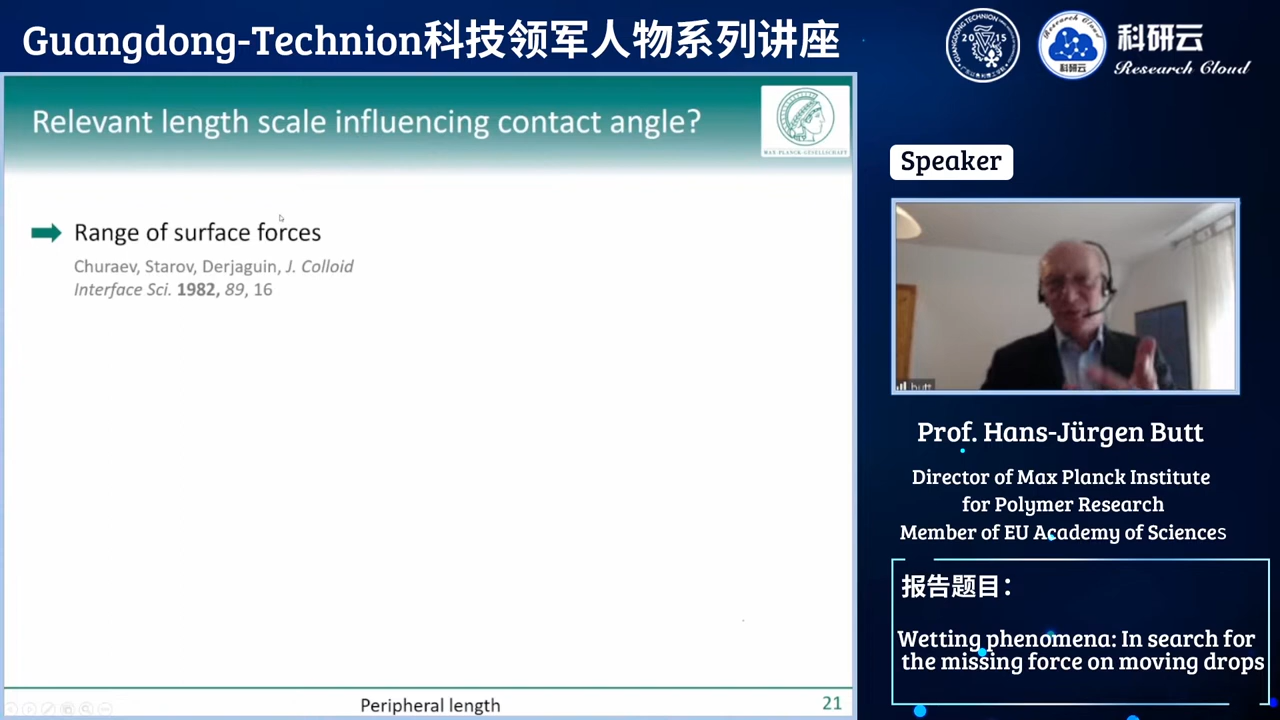 Guangdong-Technion科技领军人物系列讲座
科研云
Research Cloud
Relevant length scale influencing contact angle?
MAX-PLANCK-GESELLSCHAFT
Range of surface forces
Churaev, Starov, Derjaguin, J. Colloid
Interface Sci. 1982, 89, 16
Peripheral length
21
Speaker
butt
Prof. Hans-Jürgen Butt
Director of Max Planck Institute
for Polymer Research
Member of EU Academy of Sciences
报告题目：
Wetting phenomena: In search for
the missing force on moving drops